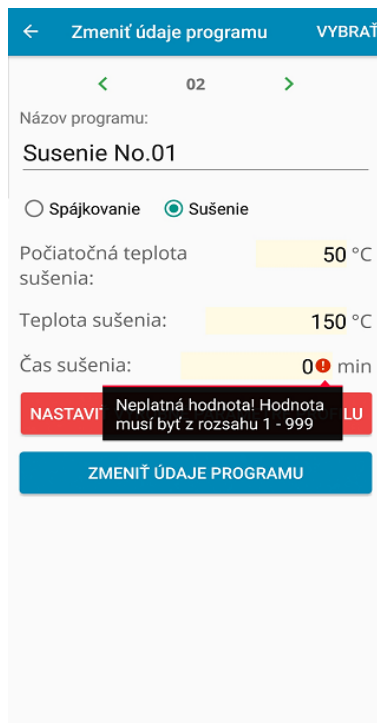 Zmeniť údaje programu VYBRAŤ
02
Názov programu:
Susenie No.01
Spájkovanie Sušenie
Počiatočná teplota 50 °C
sušenia:
Teplota sušenia: 150 °C
Čas sušenia: 0 min
NASTAVIŤ LU
Neplatná hodnota! Hodnota
musí byť z rozsahu 1 - 999
ZMENIŤ ÚDAJE PROGRAMU